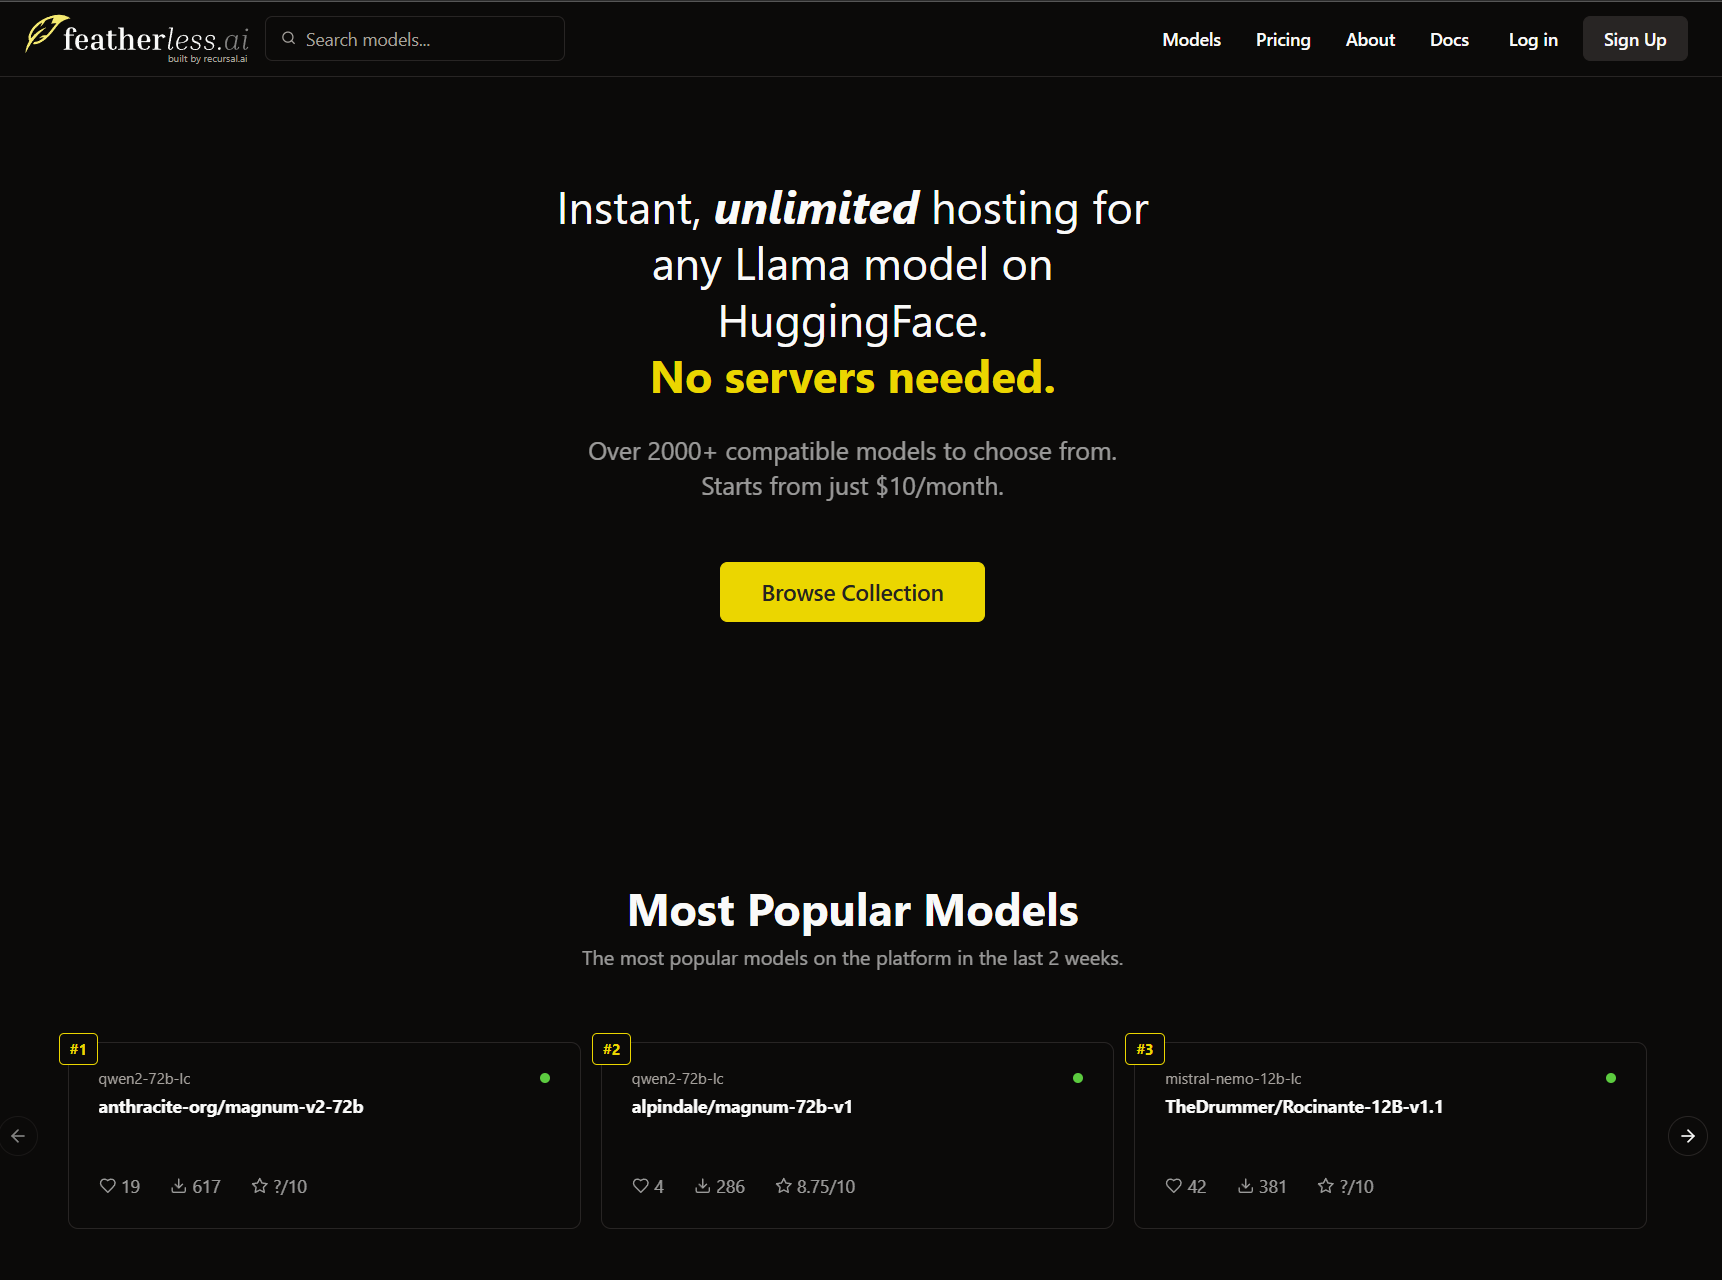 featherless.ai
built by recursal.ai
Search models...
Models
Pricing
About
Docs
Log in
Sign Up
Instant, unlimited hosting for
any Llama model on
HuggingFace.
No servers needed.
Over 2000+ compatible models to choose from.
Starts from just $10/month.
Browse Collection
Most Popular Models
The most popular models on the platform in the last 2 weeks.
#1
qwen2-72b-lc
anthracite-org/magnum-v2-72b
19 617 ?/10
#2
qwen2-72b-lc
alpindale/magnum-72b-v1
4 286 8.75/10
#3
mistral-nemo-12b-lc
TheDrummer/Rocinante-12B-v1.1
42 381 ?/10